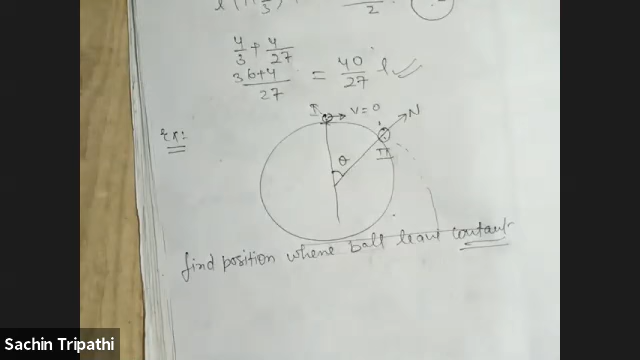 4/3 + 4/27
36+4/27 = 40/27 l
I
V=0
N
Ex:
θ
II
find position where ball leave contant
Sachin Tripathi